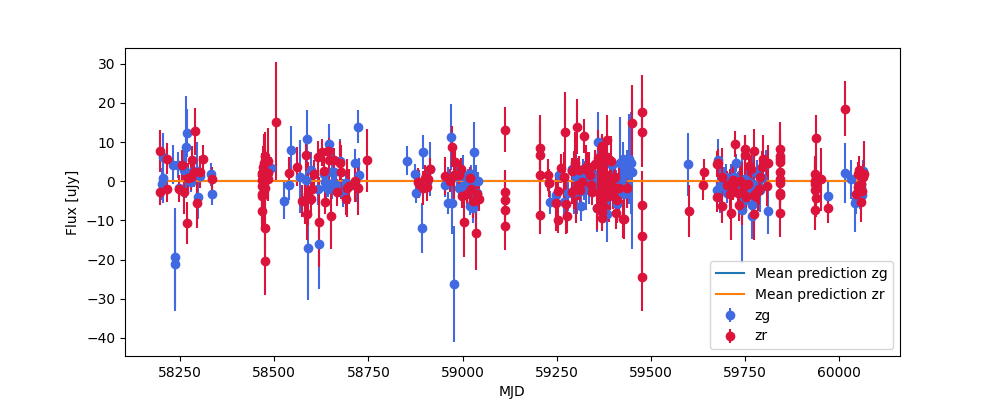 30
20
10
0
−10
−20
−30
−40
Flux [uJy]
58250 58500 58750 59000 59250 59500 59750 60000
MJD
Mean prediction zg
Mean prediction zr
zg
zr